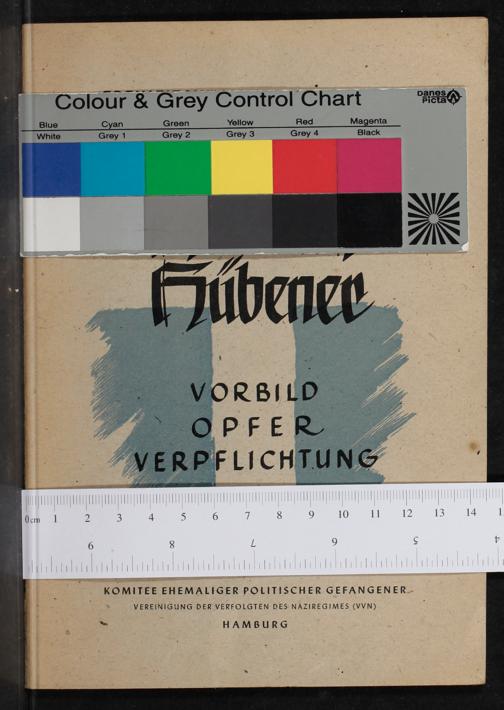 Colour & Grey Control Chart
Danes
Picta
Blue Cyan Green Yellow Red Magenta
White Grey 1 Grey 2 Grey 3 Grey 4 Black
Hübener
VORBILD
OPFER
VERPFLICHTUNG
0cm 1 2 3 4 5 6 7 8 9 10 11 12 13 14
KOMITEE EHEMALIGER POLITISCHER GEFANGENER
VEREINIGUNG DER VERFOLGTEN DES NAZIREGIMES (VVN)
HAMBURG